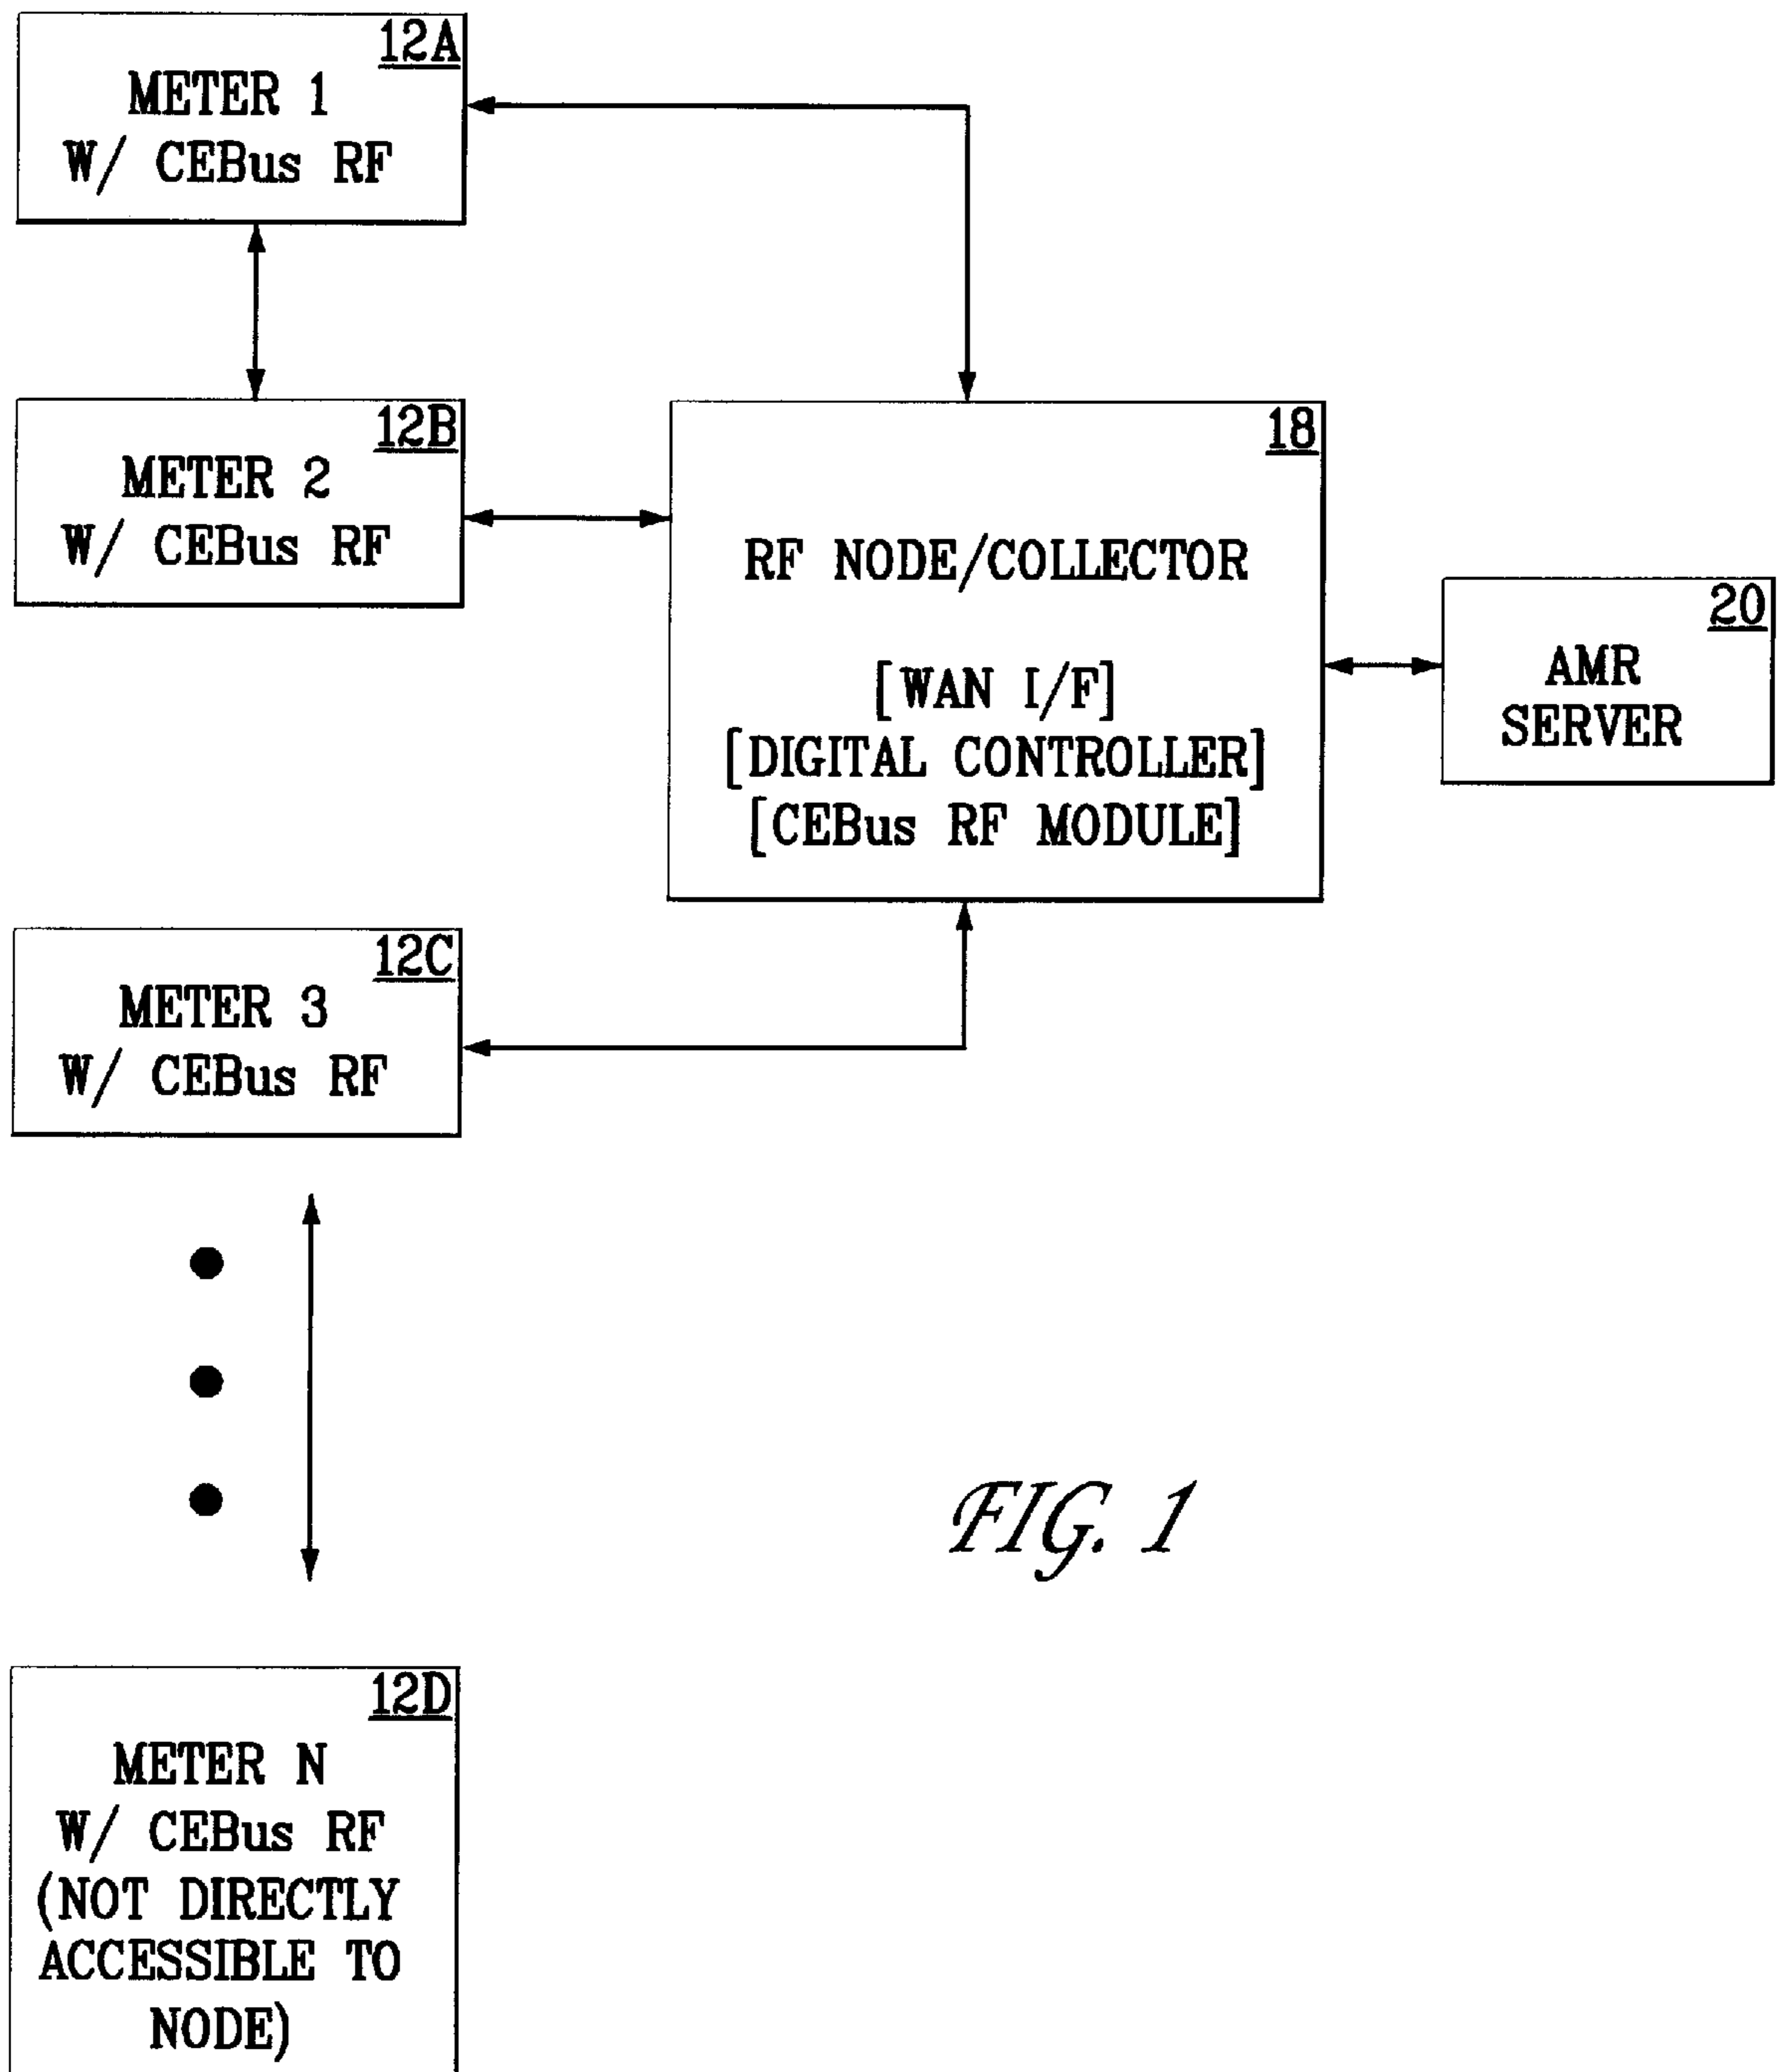 12A
METER 1
W/ CEBus RF
12B
METER 2
W/ CEBus RF
18
RF NODE/COLLECTOR
[WAN I/F]
[DIGITAL CONTROLLER]
[CEBus RF MODULE]
20
AMR
SERVER
12C
METER 3
W/ CEBus RF
FIG. 1
12D
METER N
W/ CEBus RF
(NOT DIRECTLY
ACCESSIBLE TO
NODE)